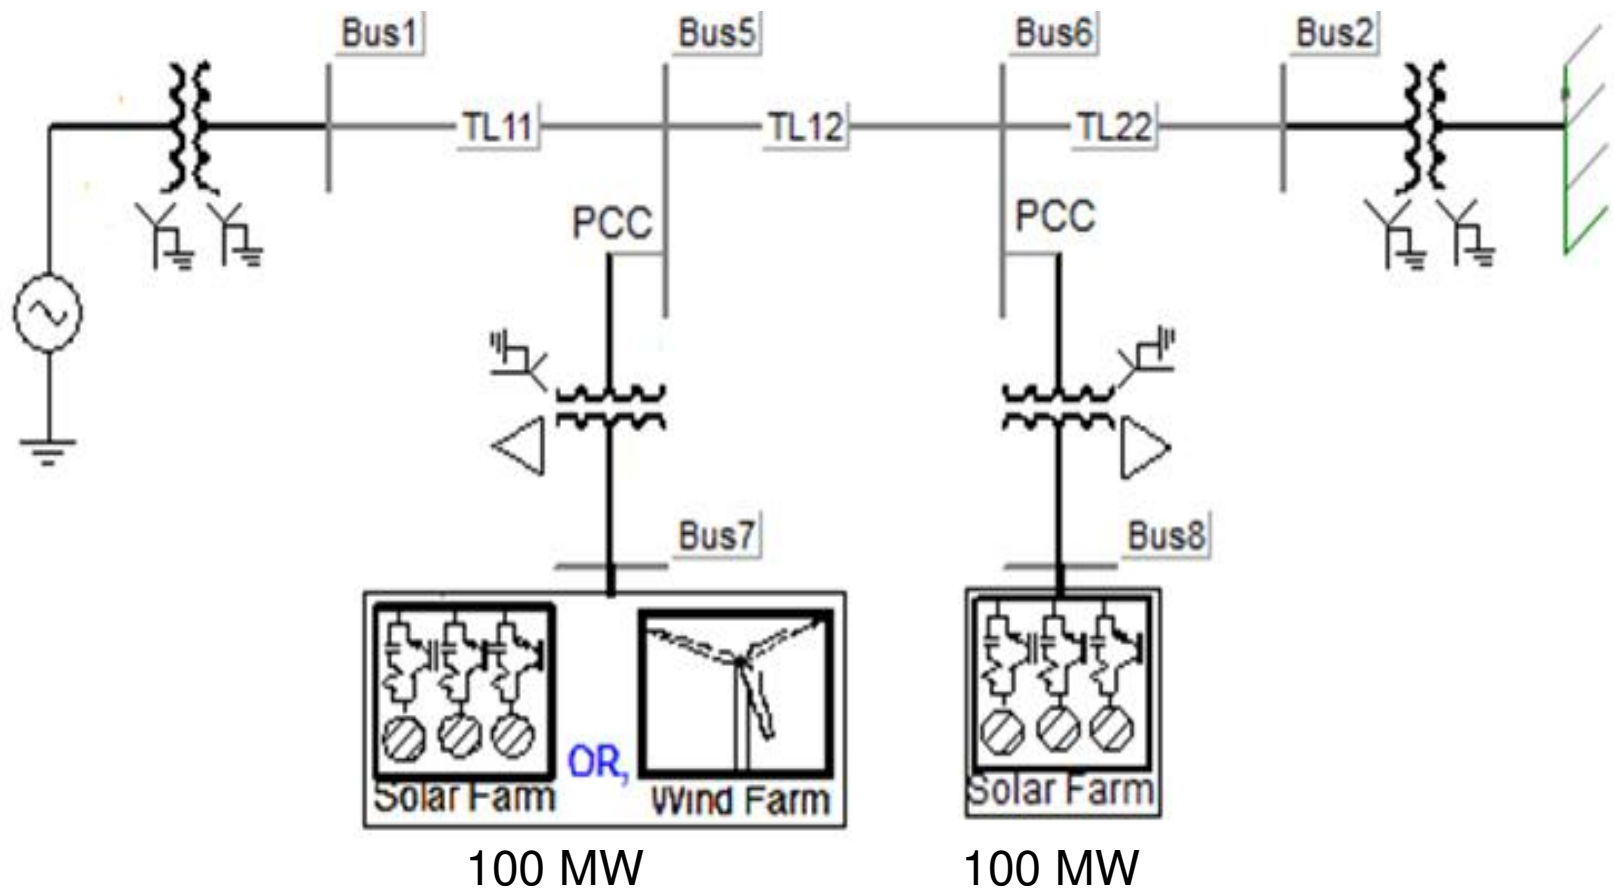 Bus1
Bus5
Bus6
Bus2
TL11
TL12
TL22
PCC
PCC
Bus7
Bus8
OR,
Solar Farm
Wind Farm
Solar Farm
100 MW
100 MW